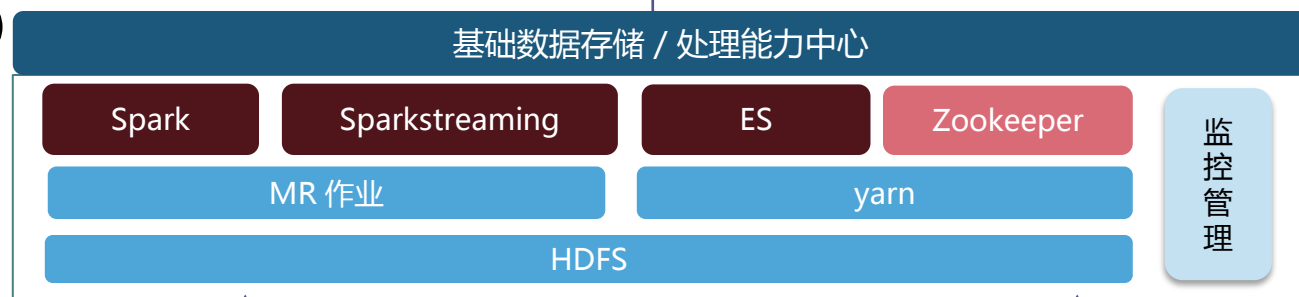 基础数据存储 / 处理能力中心
Spark
Sparkstreaming
ES
Zookeeper
MR 作业
yarn
HDFS
监控管理